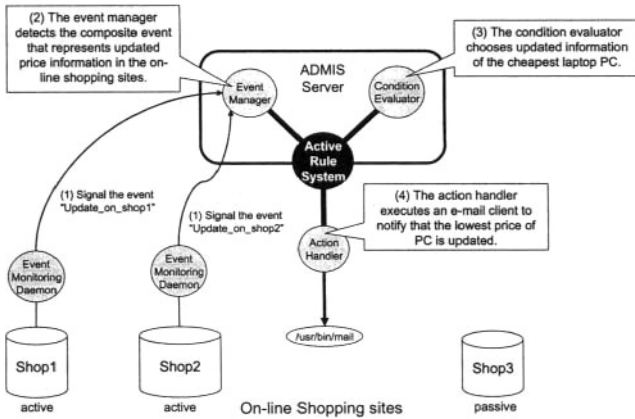 (2) The event manager
detects the composite event
that represents updated
price information in the on-
line shopping sites.
ADMIS
Server
(3) The condition evaluator
chooses updated information
of the cheapest laptop PC.
Event
Manager
Condition
Evaluator
Active
Rule
System
(1) Signal the event
"Update_on_shop1"
(1) Signal the event
"Update_on_shop2"
(4) The action handler
executes an e-mail client to
notify that the lowest price of
PC is updated.
Action
Handler
Event
Monitoring
Daemon
Event
Monitoring
Daemon
/usr/bin/mail
Shop1
Shop2
Shop3
active
active
On-line Shopping sites
passive